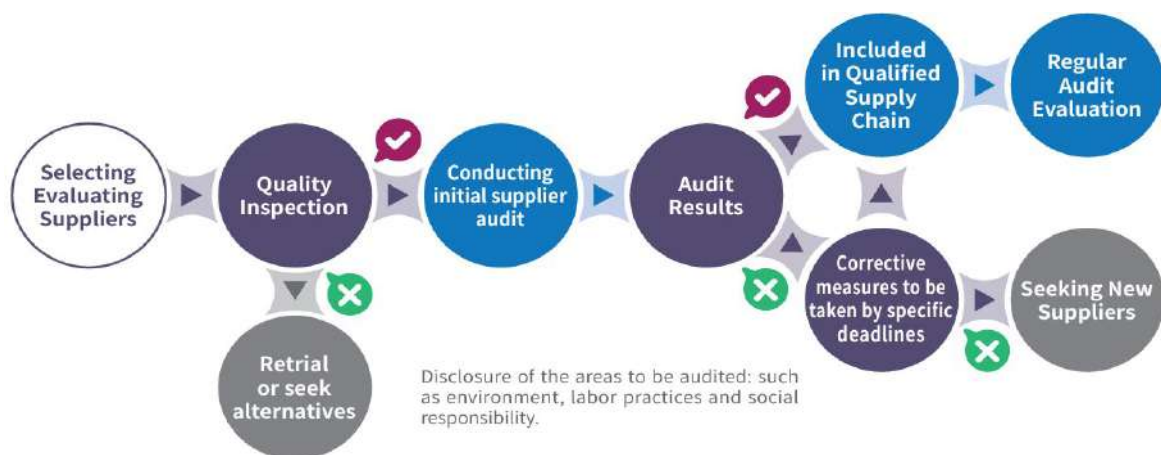 Selecting
Evaluating
Suppliers
Quality
Inspection
Retrial
or seek
alternatives
Conducting
initial supplier
audit
Audit
Results
Included
in Qualified
Supply
Chain
Regular
Audit
Evaluation
Corrective
measures to be
taken by specific
deadlines
Seeking New
Suppliers
Disclosure of the areas to be audited: such
as environment, labor practices and social
responsibility.